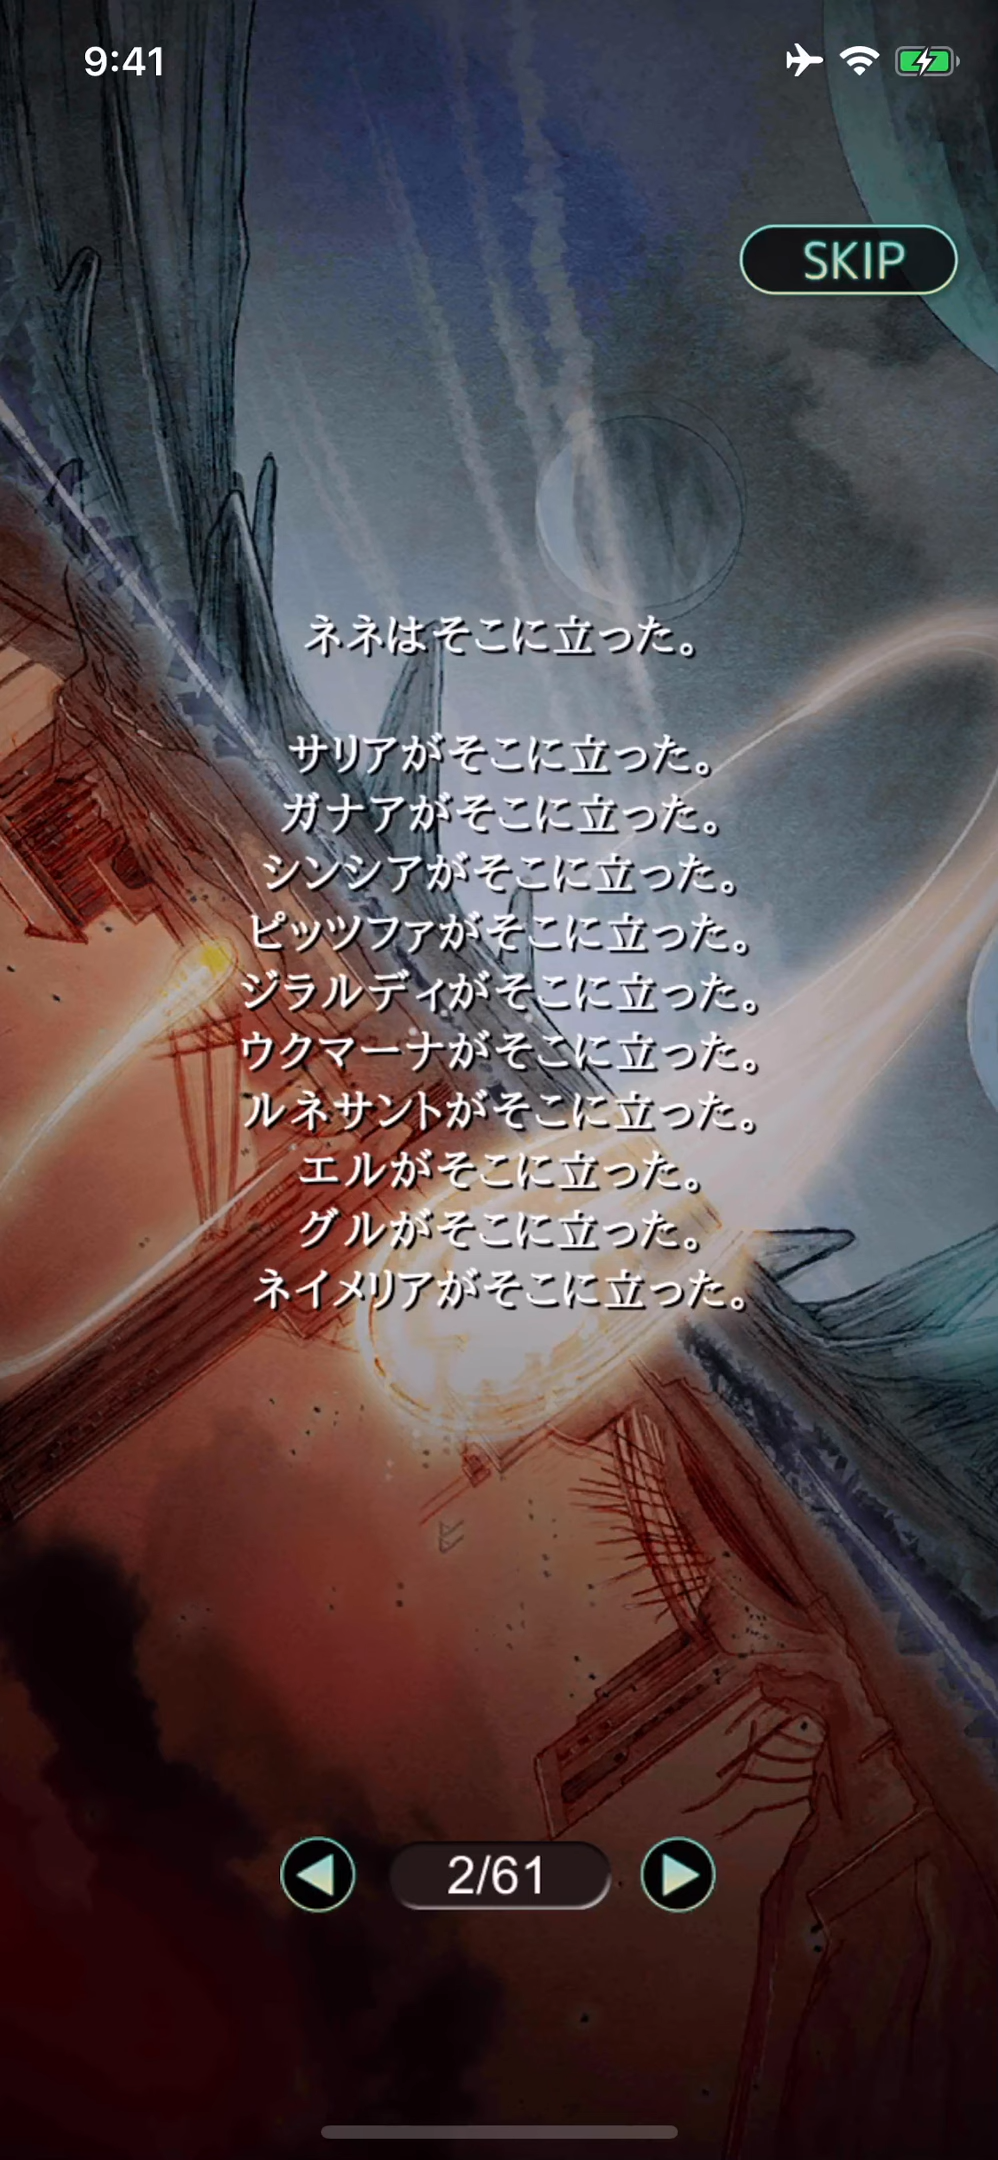 9:41
SKIP
ネネはそこに立った。
サリアがそこに立った。
ガナアがそこに立った。
シンシアがそこに立った。
ピッツファがそこに立った。
ジラルディがそこに立った。
ウクマーナがそこに立った。
ルネサントがそこに立った。
エルがそこに立った。
グルがそこに立った。
ネイメリアがそこに立った。
2/61